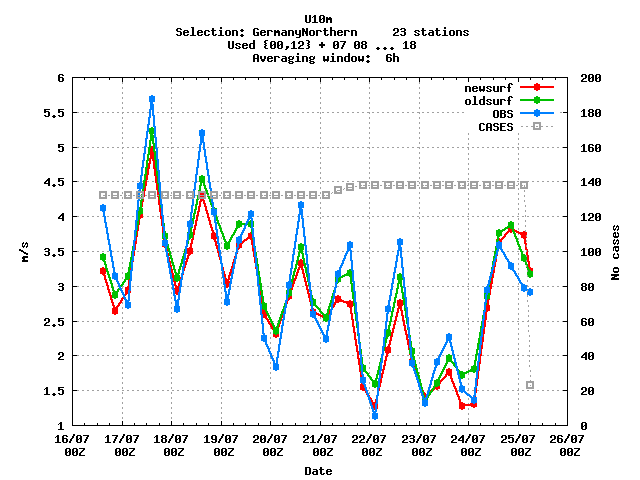 U10m
Selection: GermanyNorthern 23 stations
Used {00,12} + 07 08 ... 18
Averaging window: 6h
newsurf
oldsurf
OBS
CASES
m/s
6
5.5
5
4.5
4
3.5
3
2.5
2
1.5
1
No cases
200
180
160
140
120
100
80
60
40
20
0
16/07 17/07 18/07 19/07 20/07 21/07 22/07 23/07 24/07 25/07 26/07
00Z 00Z 00Z 00Z 00Z 00Z 00Z 00Z 00Z 00Z 00Z
Date